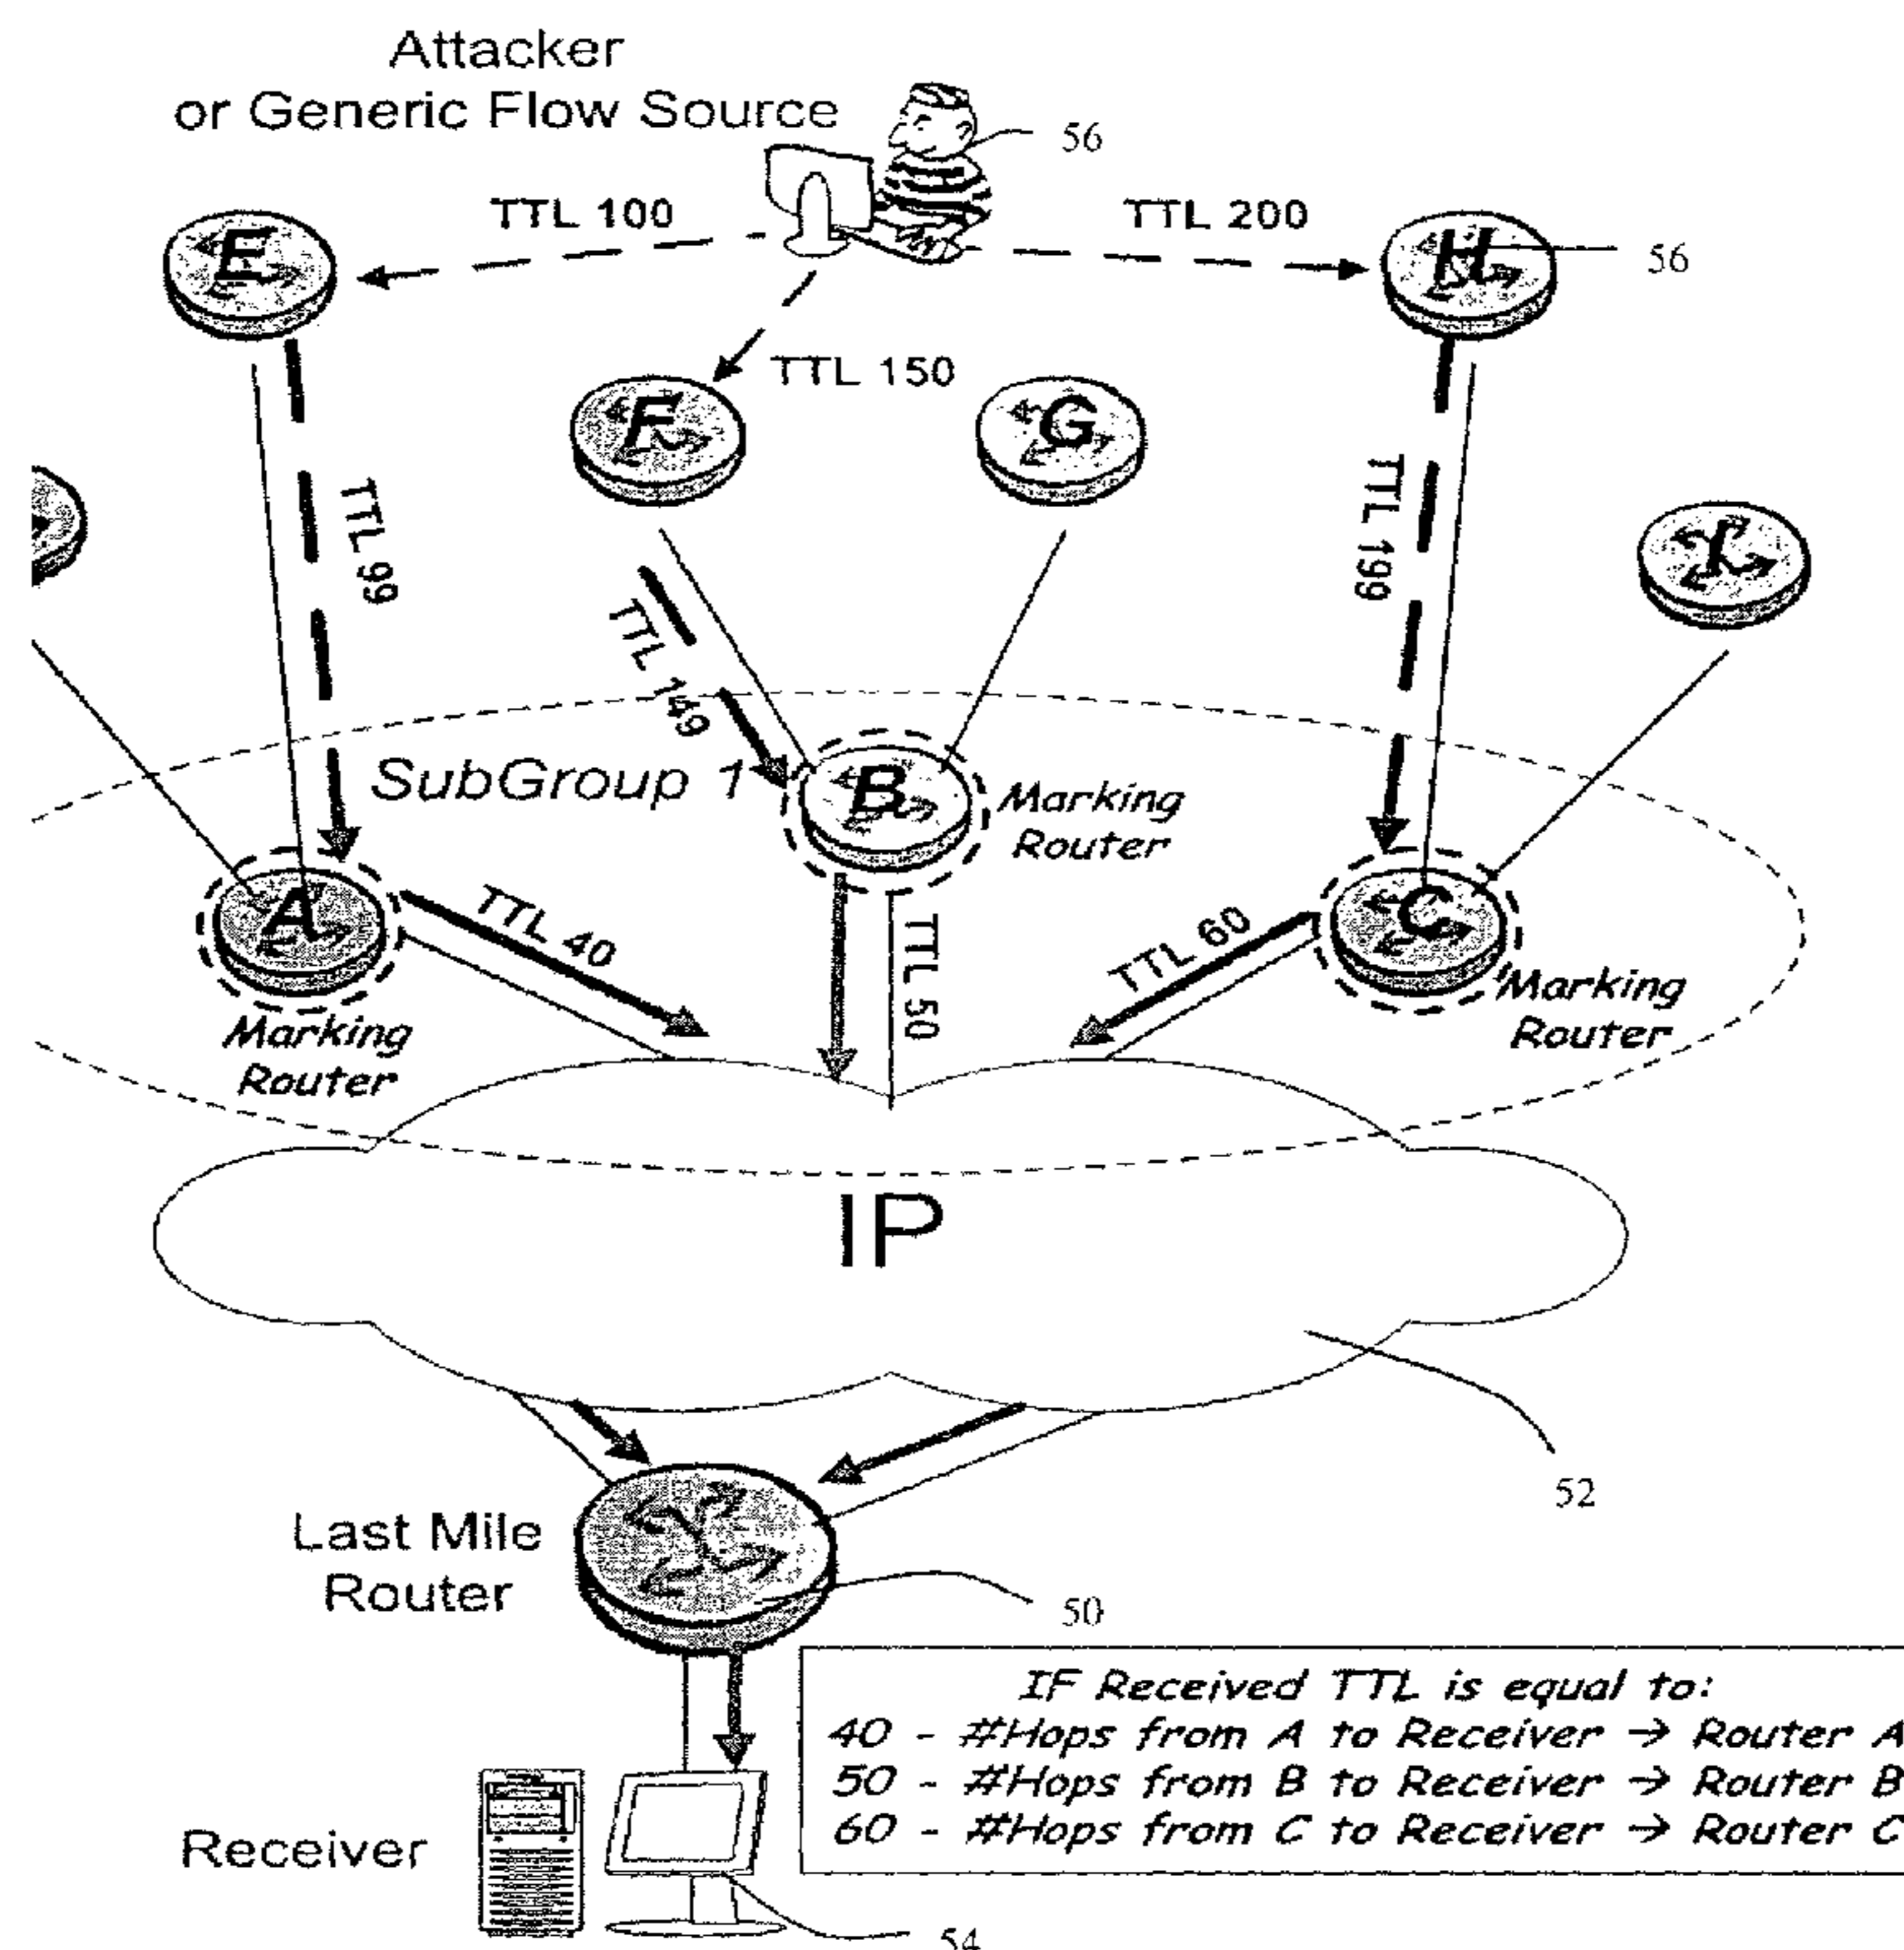 Attacker
or Generic Flow Source
56
TTL 100
TTL 200
E
H
56
TTL 150
F
G
TTL 99
TTL 199
I
TTL 149
SubGroup 1
B
Marking
Router
A
TTL 40
TTL 50
TTL 60
C
Marking
Router
Marking
Router
IP
52
Last Mile
Router
50
IF Received TTL is equal to:
40 - #Hops from A to Receiver → Router A
50 - #Hops from B to Receiver → Router B
60 - #Hops from C to Receiver → Router C
Receiver
54